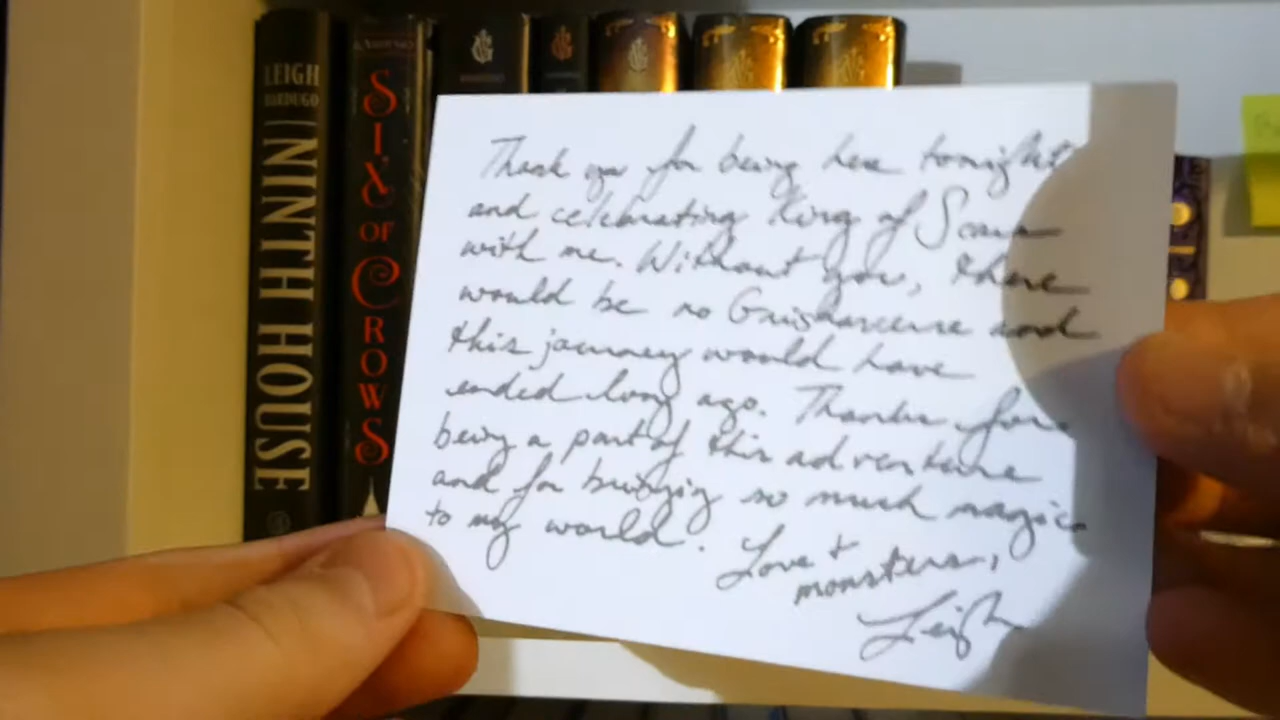 LEIGH
BARDUGO
NINTH HOUSE
SIX OF CROWS
Thank you for being here tonight
and celebrating King of Scars
with me. Without you, there
would be no Grishaverse and
this journey would have
ended long ago. Thanks for
being a part of this adventure
and for bringing so much magic
to my world. Love +
monsters,
Leigh